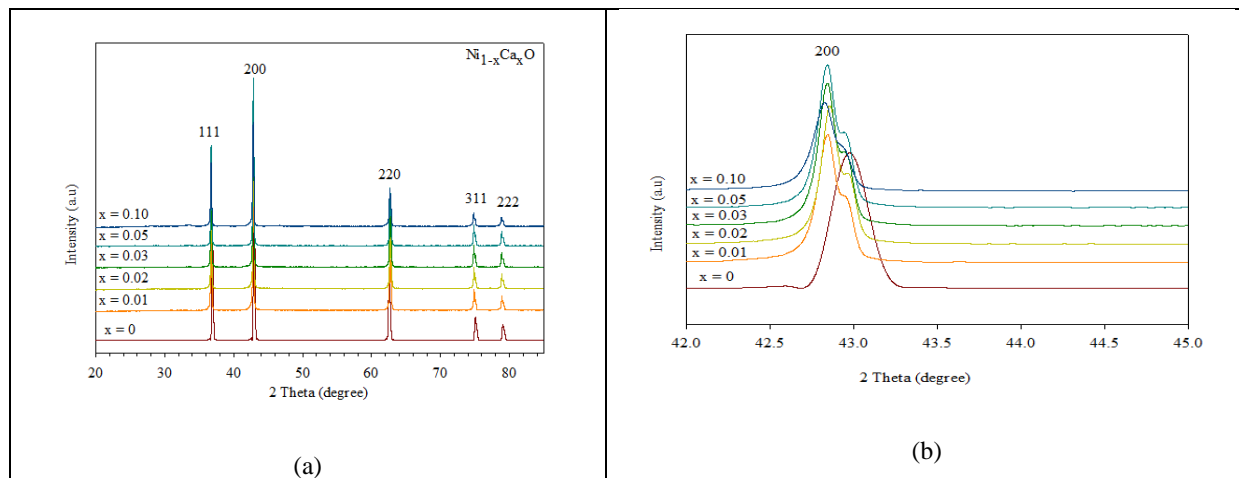 Ni1-xCaxO
200
111
220
311
222
x = 0.10
x = 0.05
x = 0.03
x = 0.02
x = 0.01
x = 0
Intensity (a.u)
20 30 40 50 60 70 80
2 Theta (degree)
(a)
200
x = 0.10
x = 0.05
x = 0.03
x = 0.02
x = 0.01
x = 0
Intensity (a.u)
42.0 42.5 43.0 43.5 44.0 44.5 45.0
2 Theta (degree)
(b)